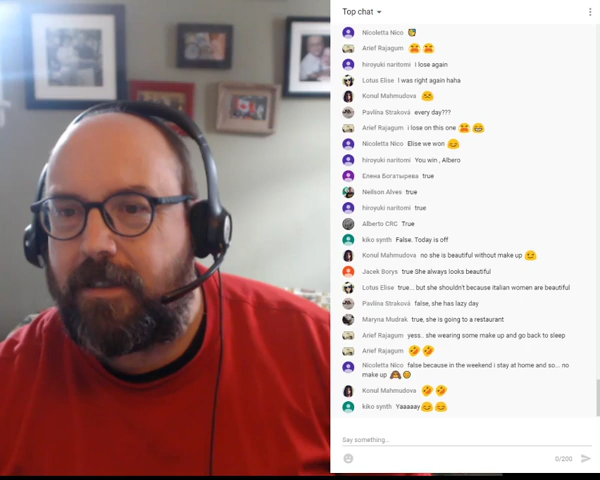 Top chat
Nicoletta Nico
Arief Rajagum
hiroyuki naritomi I lose again
Lotus Elise I was right again haha
Konul Mahmudova
Pavliina Straková every day???
Arief Rajagum i lose on this one
Nicoletta Nico Elise we won
hiroyuki naritomi You win , Albero
Елена Богатырева true
Neilson Alves true
hiroyuki naritomi true
Alberto CRC True
kiko synth False. Today is off
Konul Mahmudova no she is beautiful without make up
Jacek Borys true She always looks beautiful
Lotus Elise true... but she shouldn't because italian women are beautiful
Pavliina Straková false, she has lazy day
Maryna Mudrak true, she is going to a restaurant
Arief Rajagum yess.. she wearing some make up and go back to sleep
Arief Rajagum
Nicoletta Nico false because in the weekend i stay at home and so... no
make up
Konul Mahmudova
kiko synth Yaaaaay
Say something...
0/200